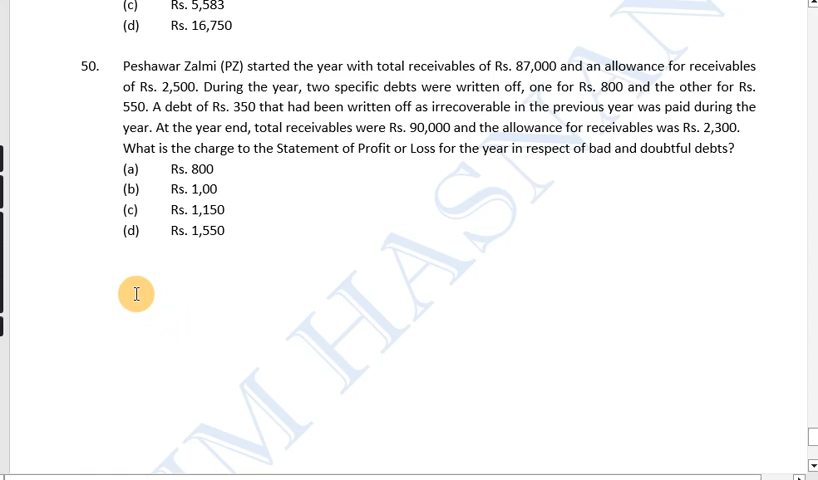 (c) Rs. 5,583
(d) Rs. 16,750
50. Peshawar Zalmi (PZ) started the year with total receivables of Rs. 87,000 and an allowance for receivables
of Rs. 2,500. During the year, two specific debts were written off, one for Rs. 800 and the other for Rs.
550. A debt of Rs. 350 that had been written off as irrecoverable in the previous year was paid during the
year. At the year end, total receivables were Rs. 90,000 and the allowance for receivables was Rs. 2,300.
What is the charge to the Statement of Profit or Loss for the year in respect of bad and doubtful debts?
(a) Rs. 800
(b) Rs. 1,00
(c) Rs. 1,150
(d) Rs. 1,550
IM HASNAN